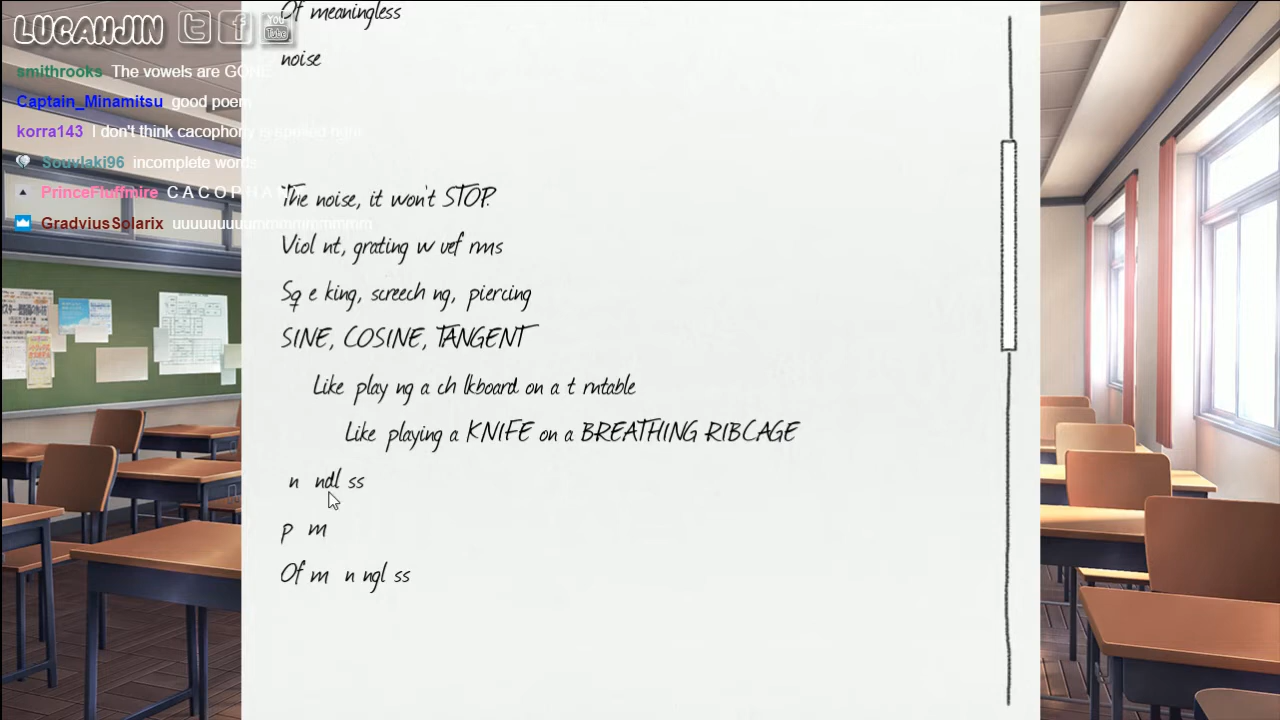 Of meaningless
LUCAHJIN You Tube
noise
smithrooks The vowels are GONE
Captain_Minamitsu good poem
korra143 I don't think cacophony is spelled right
Souvlaki96 incomplete words
PrinceFluffmire C A C O P H A
GradviusSolarix uuuuuuuuummmmmmmmm
The noise, it won't STOP.
Viol nt, grating w vef rms
Sq e king, screech ng, piercing
SINE, COSINE, TANGENT
Like play ng a ch lkboard on a t rntable
Like playing a KNIFE on a BREATHING RIBCAGE
n ndl ss
p m
Of m n ngl ss